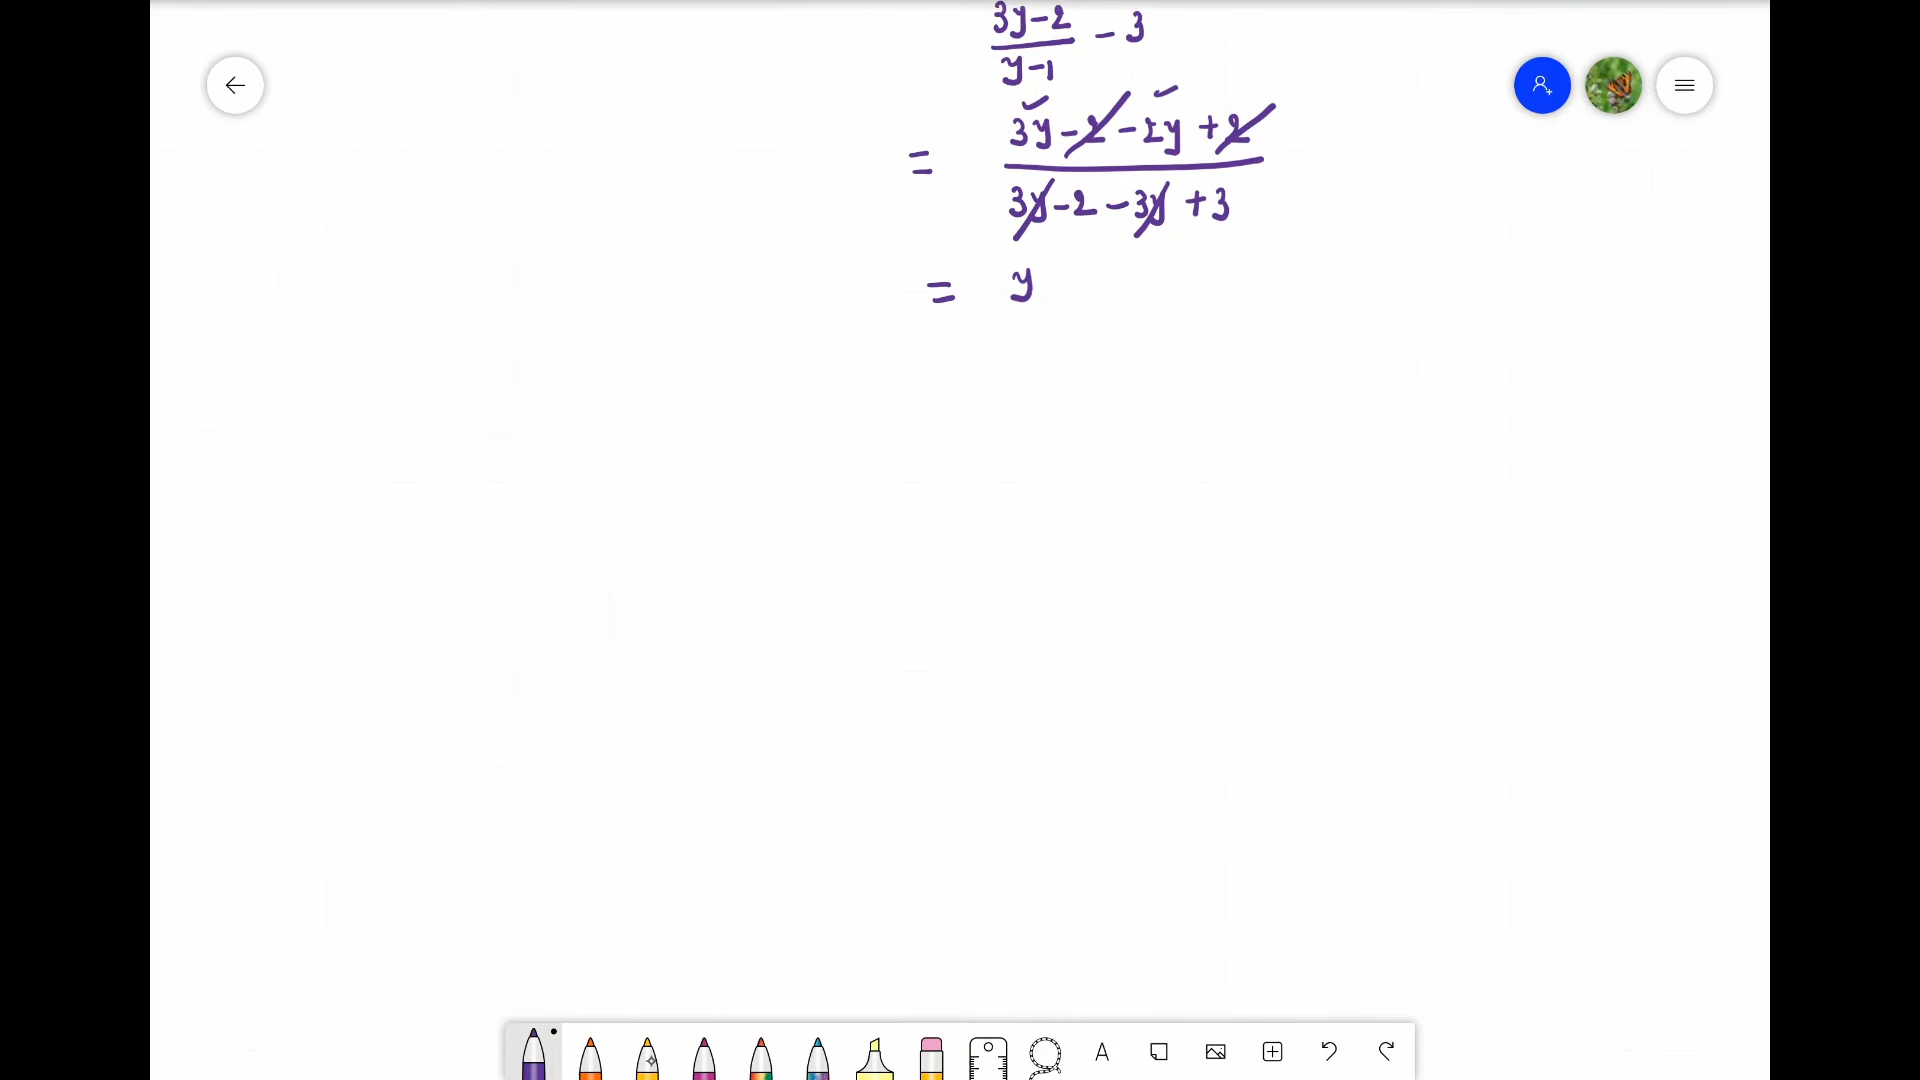 3y-2
y-1
- 3
= 3y - 2 - 2y + 2
3y - 2 - 3y + 3
= y
A